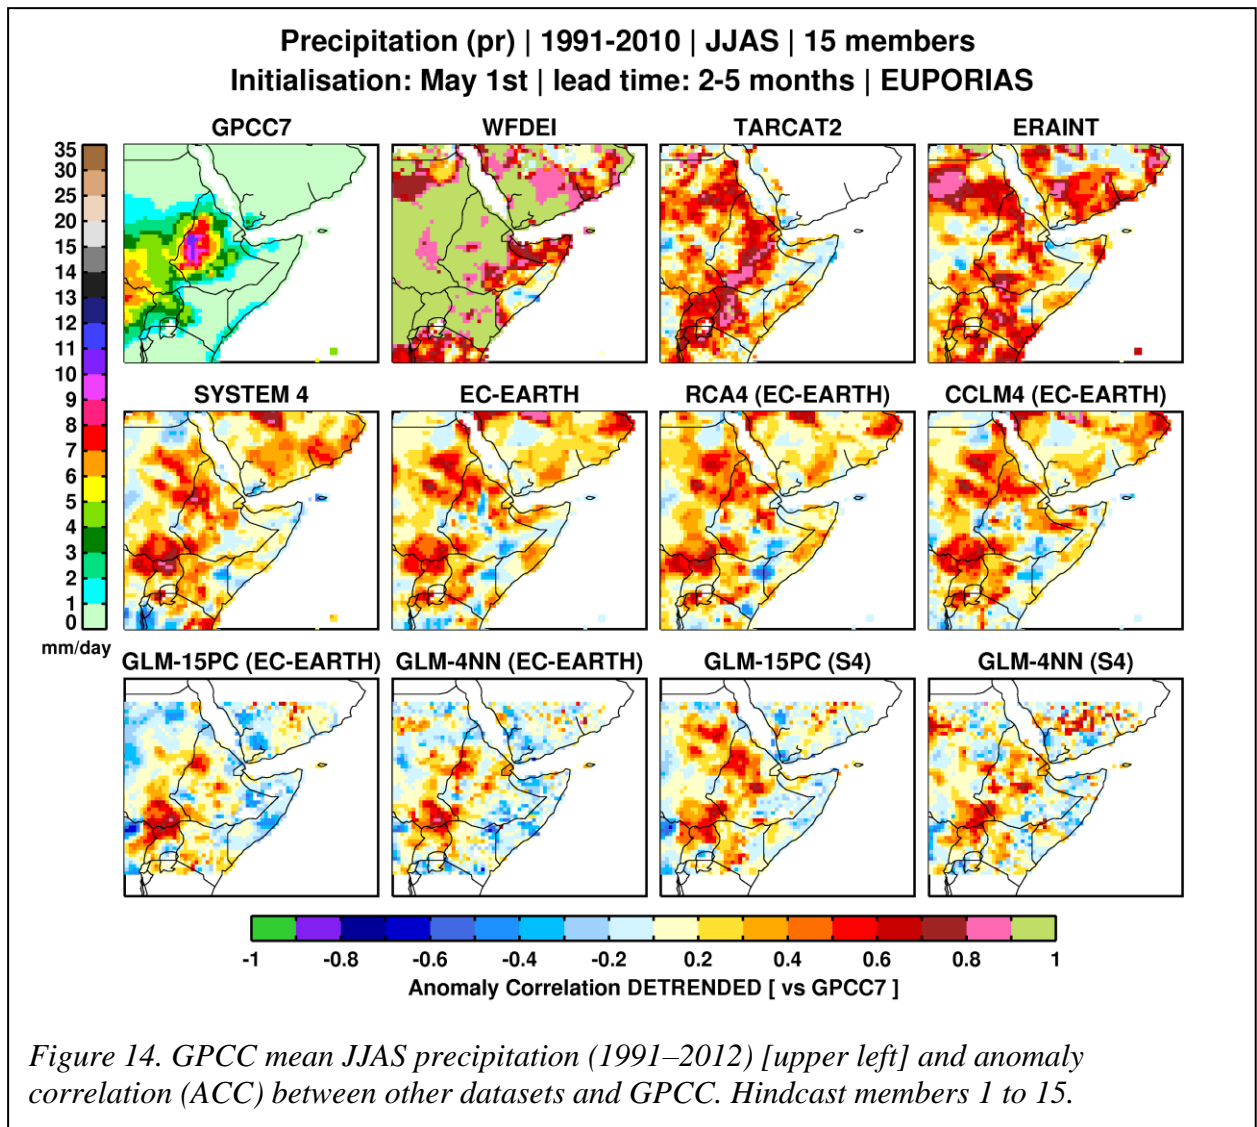 Precipitation (pr) | 1991-2010 | JJAS | 15 members
Initialisation: May 1st | lead time: 2-5 months | EUPORIAS
GPCC7 WFDEI TARCAT2 ERAINT
35
30
25
20
15
14
13
12
11
10
9
8
7
6
5
4
3
2
1
0
mm/day
SYSTEM 4 EC-EARTH RCA4 (EC-EARTH) CCLM4 (EC-EARTH)
GLM-15PC (EC-EARTH) GLM-4NN (EC-EARTH) GLM-15PC (S4) GLM-4NN (S4)
-1 -0.8 -0.6 -0.4 -0.2 0.2 0.4 0.6 0.8 1
Anomaly Correlation DETRENDED [ vs GPCC7 ]
Figure 14. GPCC mean JJAS precipitation (1991–2012) [upper left] and anomaly
correlation (ACC) between other datasets and GPCC. Hindcast members 1 to 15.